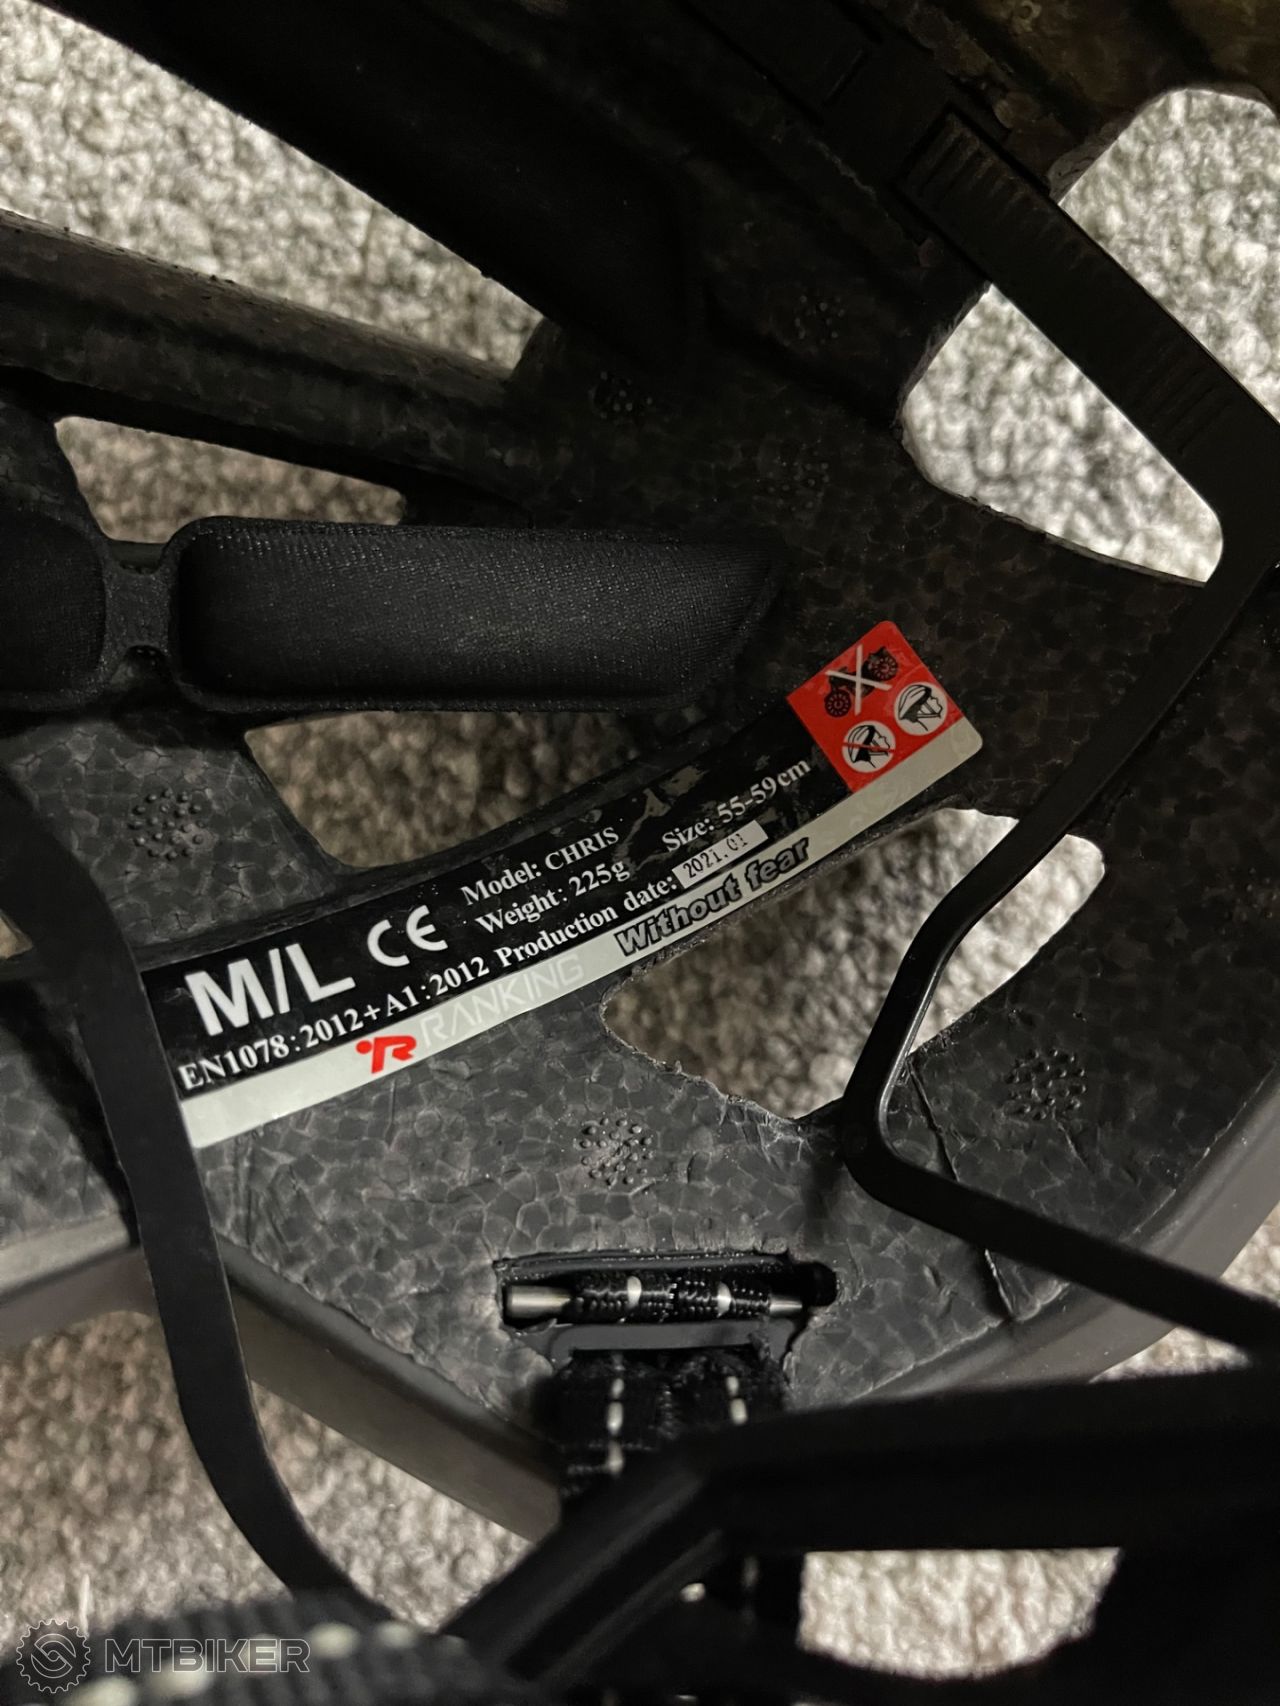 M/L CE
Model: CHRIS
Weight: 225g Size: 55-59cm
EN1078:2012+A1:2012 Production date: 2021.01
RANKING Without fear
MTBIKER